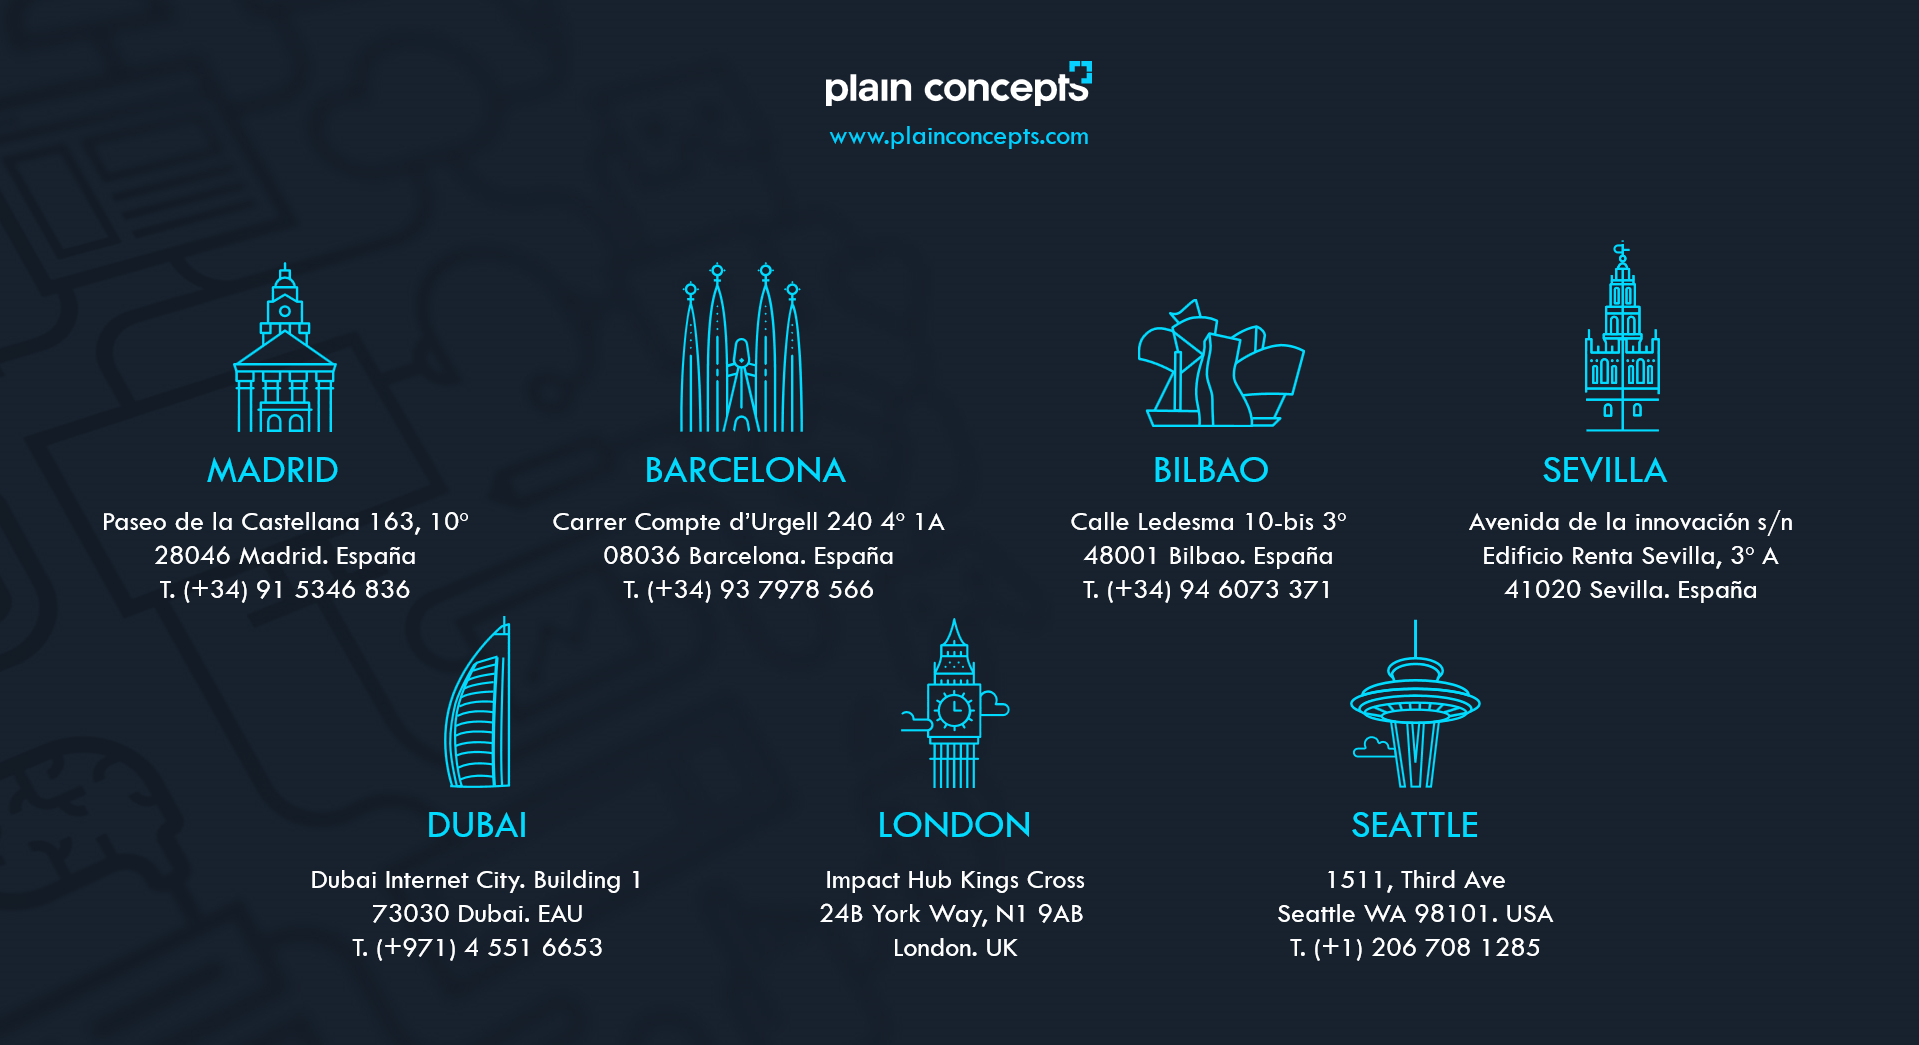 plain concepts
www.plainconcepts.com
MADRID
Paseo de la Castellana 163, 10º
28046 Madrid. España
T. (+34) 91 5346 836
BARCELONA
Carrer Compte d’Urgell 240 4º 1A
08036 Barcelona. España
T. (+34) 93 7978 566
BILBAO
Calle Ledesma 10-bis 3º
48001 Bilbao. España
T. (+34) 94 6073 371
SEVILLA
Avenida de la innovación s/n
Edificio Renta Sevilla, 3º A
41020 Sevilla. España
DUBAI
Dubai Internet City. Building 1
73030 Dubai. EAU
T. (+971) 4 551 6653
LONDON
Impact Hub Kings Cross
24B York Way, N1 9AB
London. UK
SEATTLE
1511, Third Ave
Seattle WA 98101. USA
T. (+1) 206 708 1285